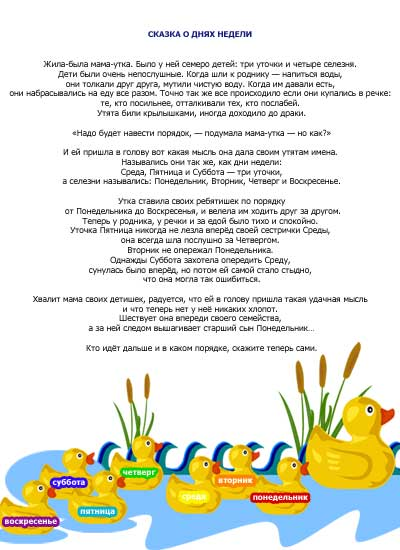 СКАЗКА О ДНЯХ НЕДЕЛИ
Жила-была мама-утка. Было у ней семеро детей: три уточки и четыре селезня.
Дети были очень непослушные. Когда шли к роднику — напиться воды,
они толкали друг друга, мутили чистую воду. Когда им давали есть,
они набрасывались на еду все разом. Точно так же все происходило если они купались в речке:
те, кто посильнее, отталкивали тех, кто послабей.
Утята били крылышками, иногда доходило до драки.
«Надо будет навести порядок, — подумала мама-утка — но как?»
И ей пришла в голову вот какая мысль она дала своим утятам имена.
Назывались они так же, как дни недели:
Среда, Пятница и Суббота — три уточки,
а селезни назывались: Понедельник, Вторник, Четверг и Воскресенье.
Утка ставила своих ребятишек по порядку
от Понедельника до Воскресенья, и велела им ходить друг за другом.
Теперь у родника, у речки и за едой было тихо и спокойно.
Уточка Пятница никогда не лезла вперёд своей сестрички Среды,
она всегда шла послушно за Четвергом.
Вторник не опережал Понедельника.
Однажды Суббота захотела опередить Среду,
сунулась было вперёд, но потом ей самой стало стыдно,
что она могла так ошибиться.
Хвалит мама своих детишек, радуется, что ей в голову пришла такая удачная мысль
и что теперь нет у неё никаких хлопот.
Шествует она впереди своего семейства,
а за ней следом вышагивает старший сын Понедельник...
Кто идёт дальше и в каком порядке, скажите теперь сами.
четверг
суббота
вторник
среда
понедельник
пятница
воскресенье